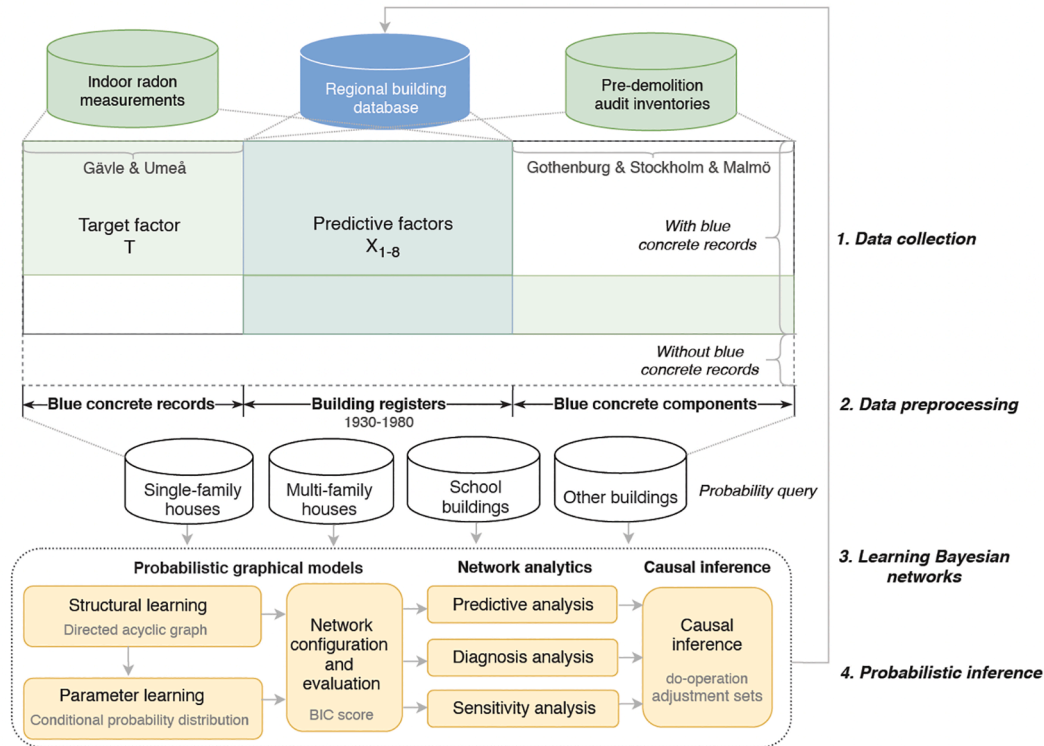 Indoor radon
measurements
Regional building
database
Pre-demolition
audit inventories
Gävle & Umeå
Gothenburg & Stockholm & Malmö
Target factor
T
Predictive factors
X1-8
With blue
concrete records
1. Data collection
Without blue
concrete records
Blue concrete records
Building registers
1930-1980
Blue concrete components
2. Data preprocessing
Single-family
houses
Multi-family
houses
School
buildings
Other buildings
Probability query
3. Learning Bayesian
networks
Probabilistic graphical models
Network analytics
Causal inference
Structural learning
Directed acyclic graph
Parameter learning
Conditional probability distribution
Network
configuration
and
evaluation
BIC score
Predictive analysis
Diagnosis analysis
Sensitivity analysis
Causal
inference
do-operation
adjustment sets
4. Probabilistic inference